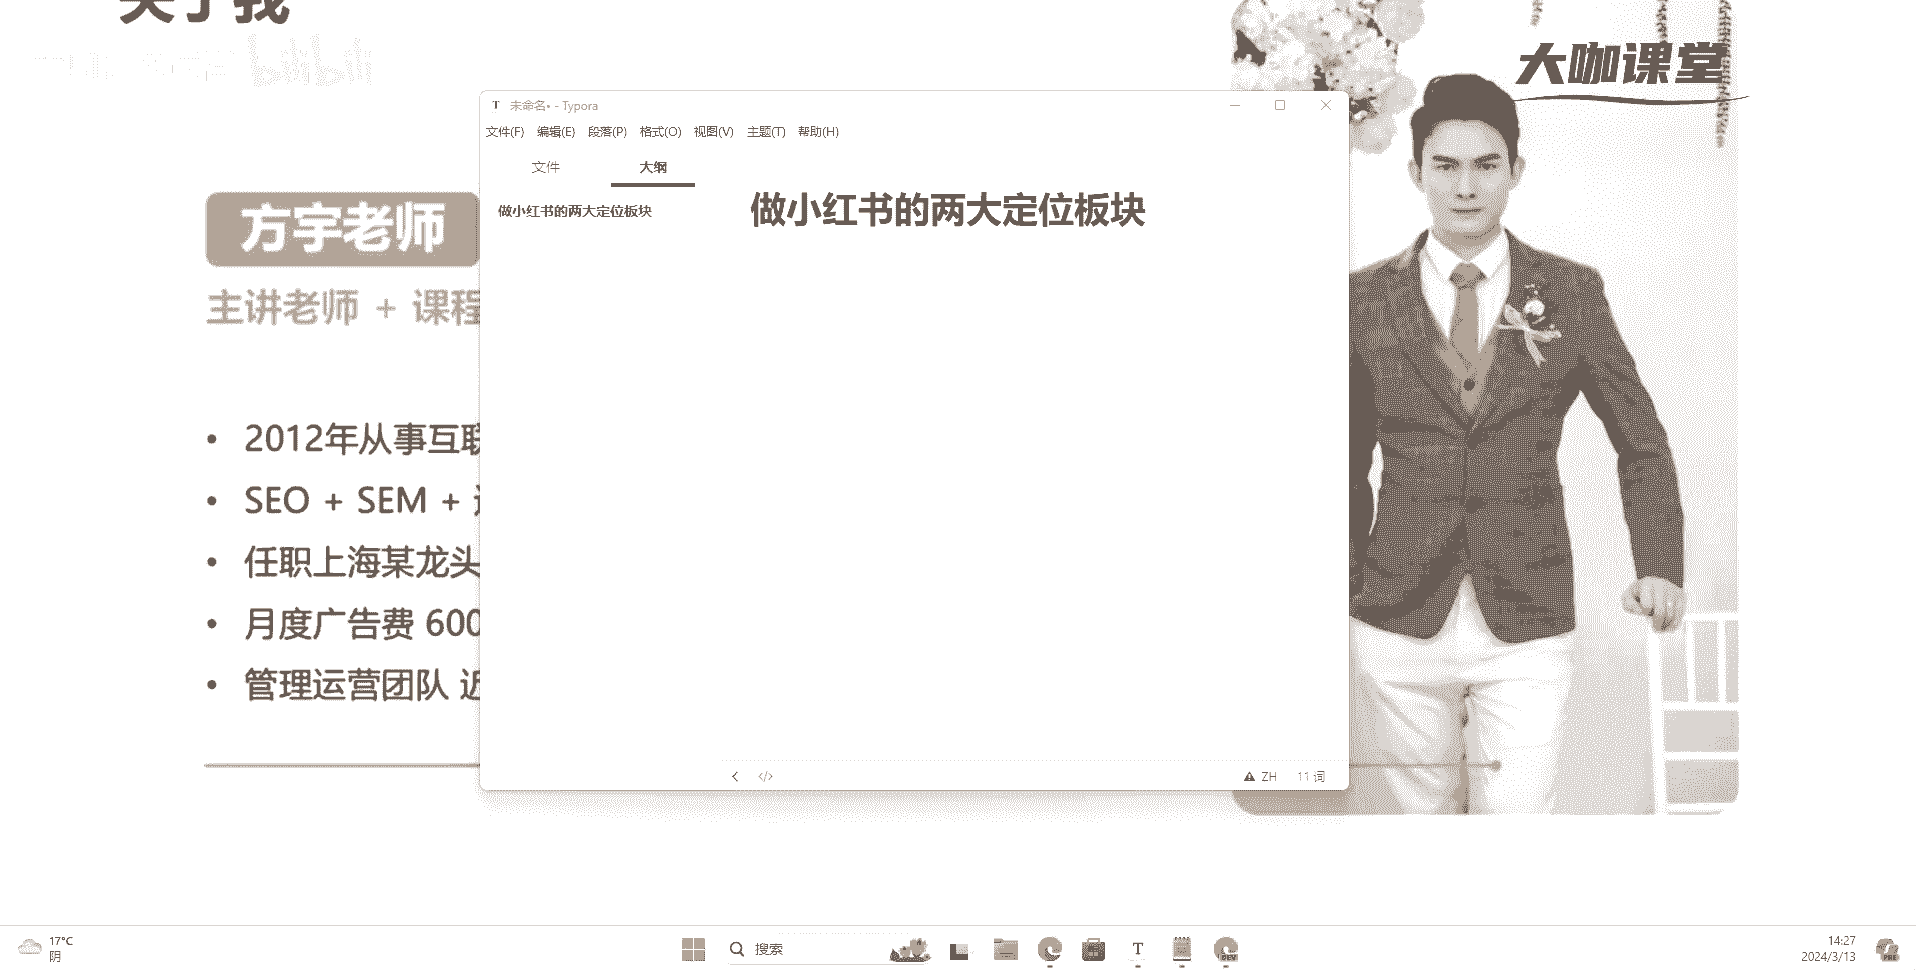 关于我
bilibili
大咖课堂
未命名• - Typora
文件(F) 编辑(E) 段落(P) 格式(O) 视图(V) 主题(T) 帮助(H)
文件 大纲
做小红书的两大定位板块
做小红书的两大定位板块
方宇老师
主讲老师 + 课程
• 2012年从事互联
• SEO + SEM +
• 任职上海某龙头
• 月度广告费 600
• 管理运营团队 近
</> ZH 11 词
17°C
阴
搜索
T
DEV
14:27
2024/3/13
PRE